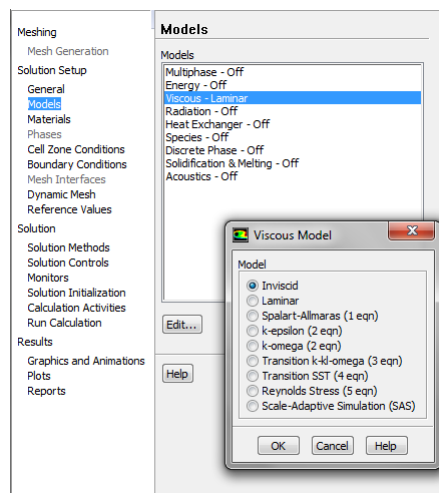 Meshing
Mesh Generation
Solution Setup
General
Models
Materials
Phases
Cell Zone Conditions
Boundary Conditions
Mesh Interfaces
Dynamic Mesh
Reference Values
Solution
Solution Methods
Solution Controls
Monitors
Solution Initialization
Calculation Activities
Run Calculation
Results
Graphics and Animations
Plots
Reports
Models
Models
Multiphase - Off
Energy - Off
Viscous - Laminar
Radiation - Off
Heat Exchanger - Off
Species - Off
Discrete Phase - Off
Solidification & Melting - Off
Acoustics - Off
Edit...
Help
Viscous Model
Model
Inviscid
Laminar
Spalart-Allmaras (1 eqn)
k-epsilon (2 eqn)
k-omega (2 eqn)
Transition k-kl-omega (3 eqn)
Transition SST (4 eqn)
Reynolds Stress (5 eqn)
Scale-Adaptive Simulation (SAS)
OK Cancel Help